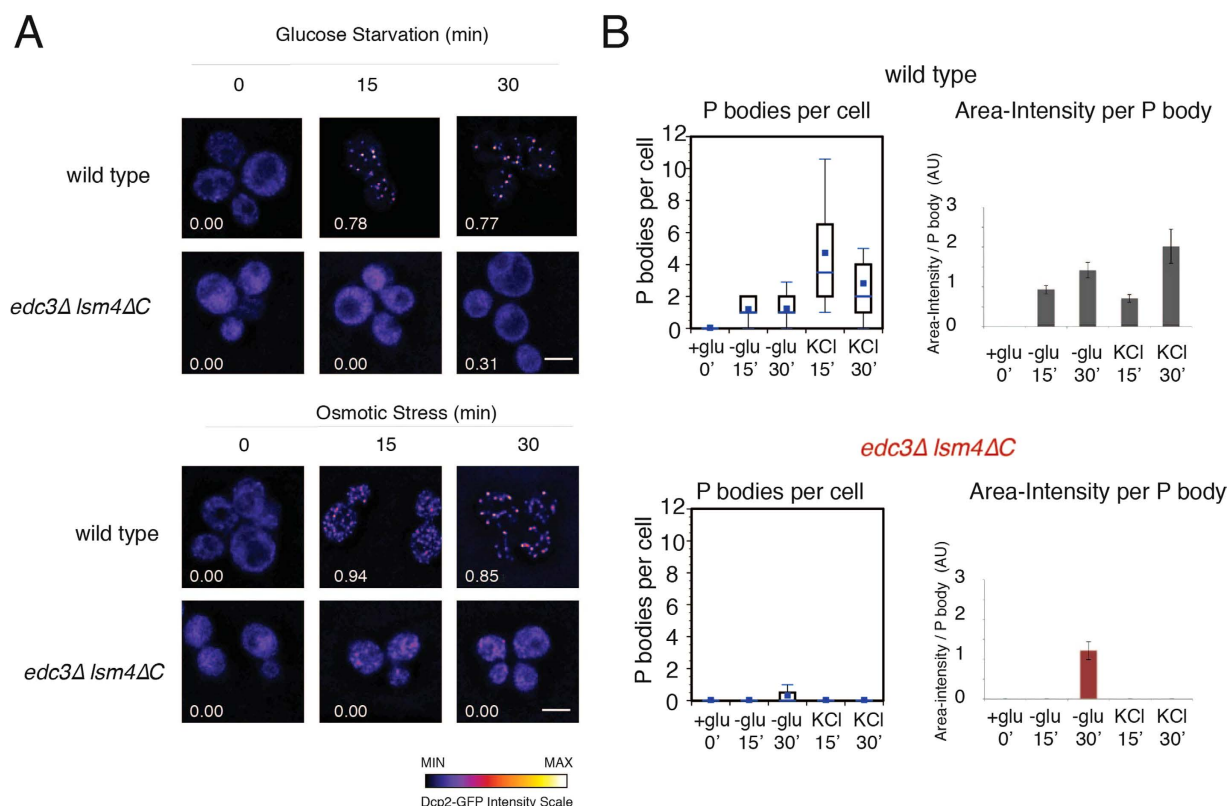 A
Glucose Starvation (min)
0 15 30
wild type
0.00 0.78 0.77
edc3Δ lsm4ΔC
0.00 0.00 0.31
Osmotic Stress (min)
0 15 30
wild type
0.00 0.94 0.85
edc3Δ lsm4ΔC
0.00 0.00 0.00
MIN MAX
Dcp2-GFP Intensity Scale
B
wild type
P bodies per cell
P bodies per cell
12
10
8
6
4
2
0
+glu -glu -glu KCl KCl
0' 15' 30' 15' 30'
Area-Intensity per P body
Area-Intensity / P body (AU)
3
2
1
0
+glu -glu -glu KCl KCl
0' 15' 30' 15' 30'
edc3Δ lsm4ΔC
P bodies per cell
P bodies per cell
12
10
8
6
4
2
0
+glu -glu -glu KCl KCl
0' 15' 30' 15' 30'
Area-Intensity per P body
Area-intensity / P body (AU)
3
2
1
0
+glu -glu -glu KCl KCl
0' 15' 30' 15' 30'